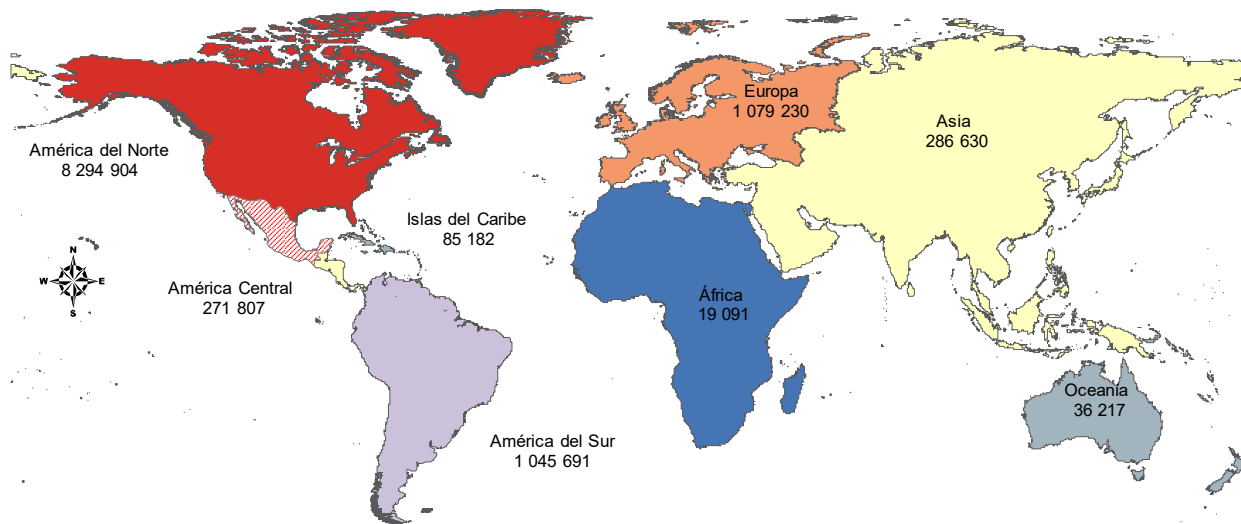 Europa
1 079 230
Asia
286 630
América del Norte
8 294 904
Islas del Caribe
85 182
N
W
E
S
América Central
271 807
África
19 091
Oceanía
36 217
América del Sur
1 045 691